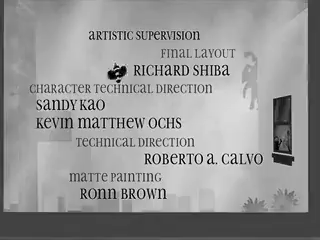 ARTISTIC SUPERVISION
FINAL LAYOUT
RICHARD SHIBA
CHARACTER TECHNICAL DIRECTION
SANDY KAO
KEVIN MATTHEW OCHS
TECHNICAL DIRECTION
ROBERTO A. CALVO
MATTE PAINTING
RONN BROWN